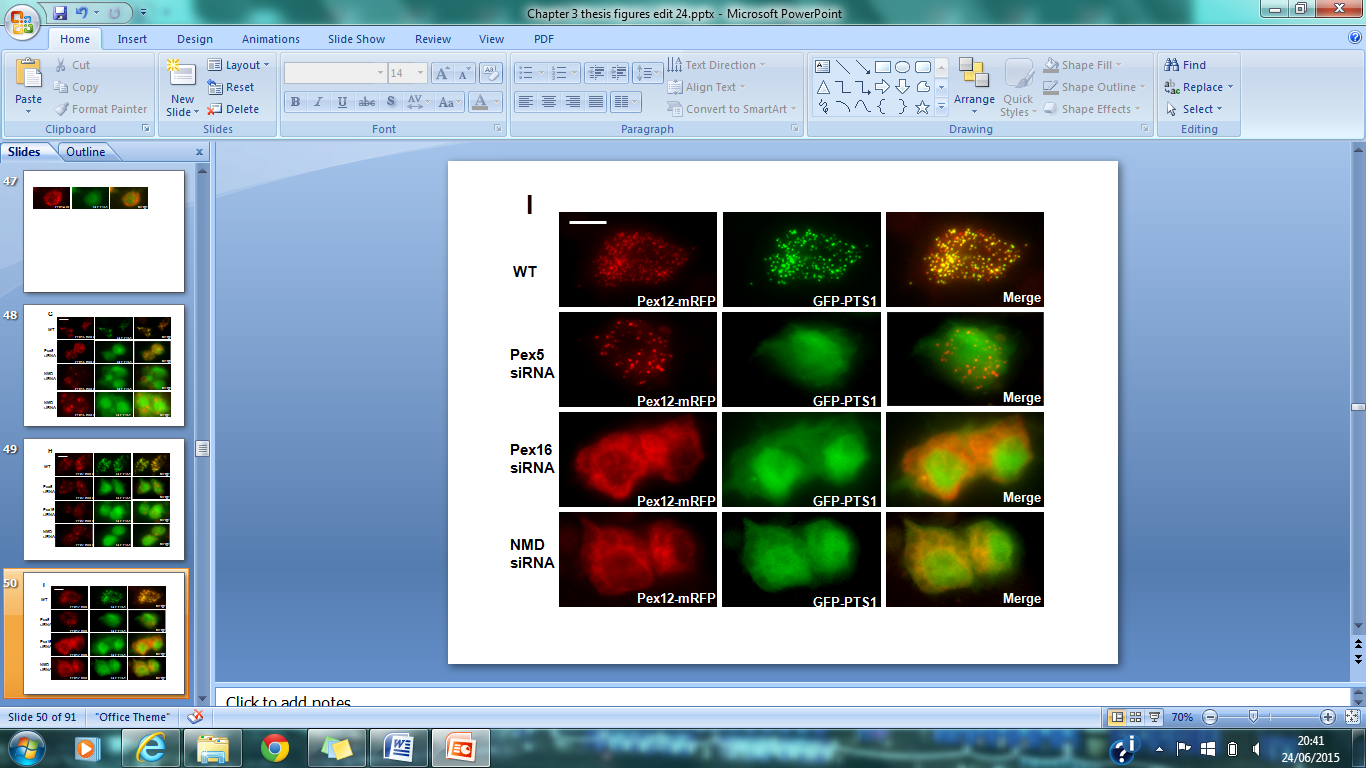 Chapter 3 thesis figures edit 24.pptx - Microsoft PowerPoint
Home Insert Design Animations Slide Show Review View PDF
Paste
Cut
Copy
Format Painter
Clipboard
New
Slide
Layout
Reset
Delete
Slides
14
B I U abc S AV Aa A
Font
Paragraph
Text Direction
Align Text
Convert to SmartArt
Arrange
Quick
Styles
Shape Fill
Shape Outline
Shape Effects
Drawing
Find
Replace
Select
Editing
Slides Outline x
47
48
49
50
I
WT
Pex12-mRFP GFP-PTS1 Merge
Pex5
siRNA
Pex12-mRFP GFP-PTS1 Merge
Pex16
siRNA
Pex12-mRFP GFP-PTS1 Merge
NMD
siRNA
Pex12-mRFP GFP-PTS1 Merge
Click to add notes
Slide 50 of 91 "Office Theme" 70%
20:41
24/06/2015